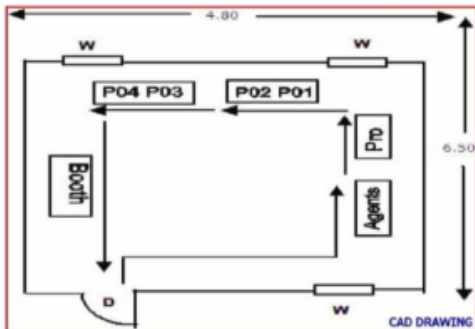 4.80
W
W
P04 P03
P02 P01
Pro
6.50
Booth
Agents
D
W
CAD DRAWING